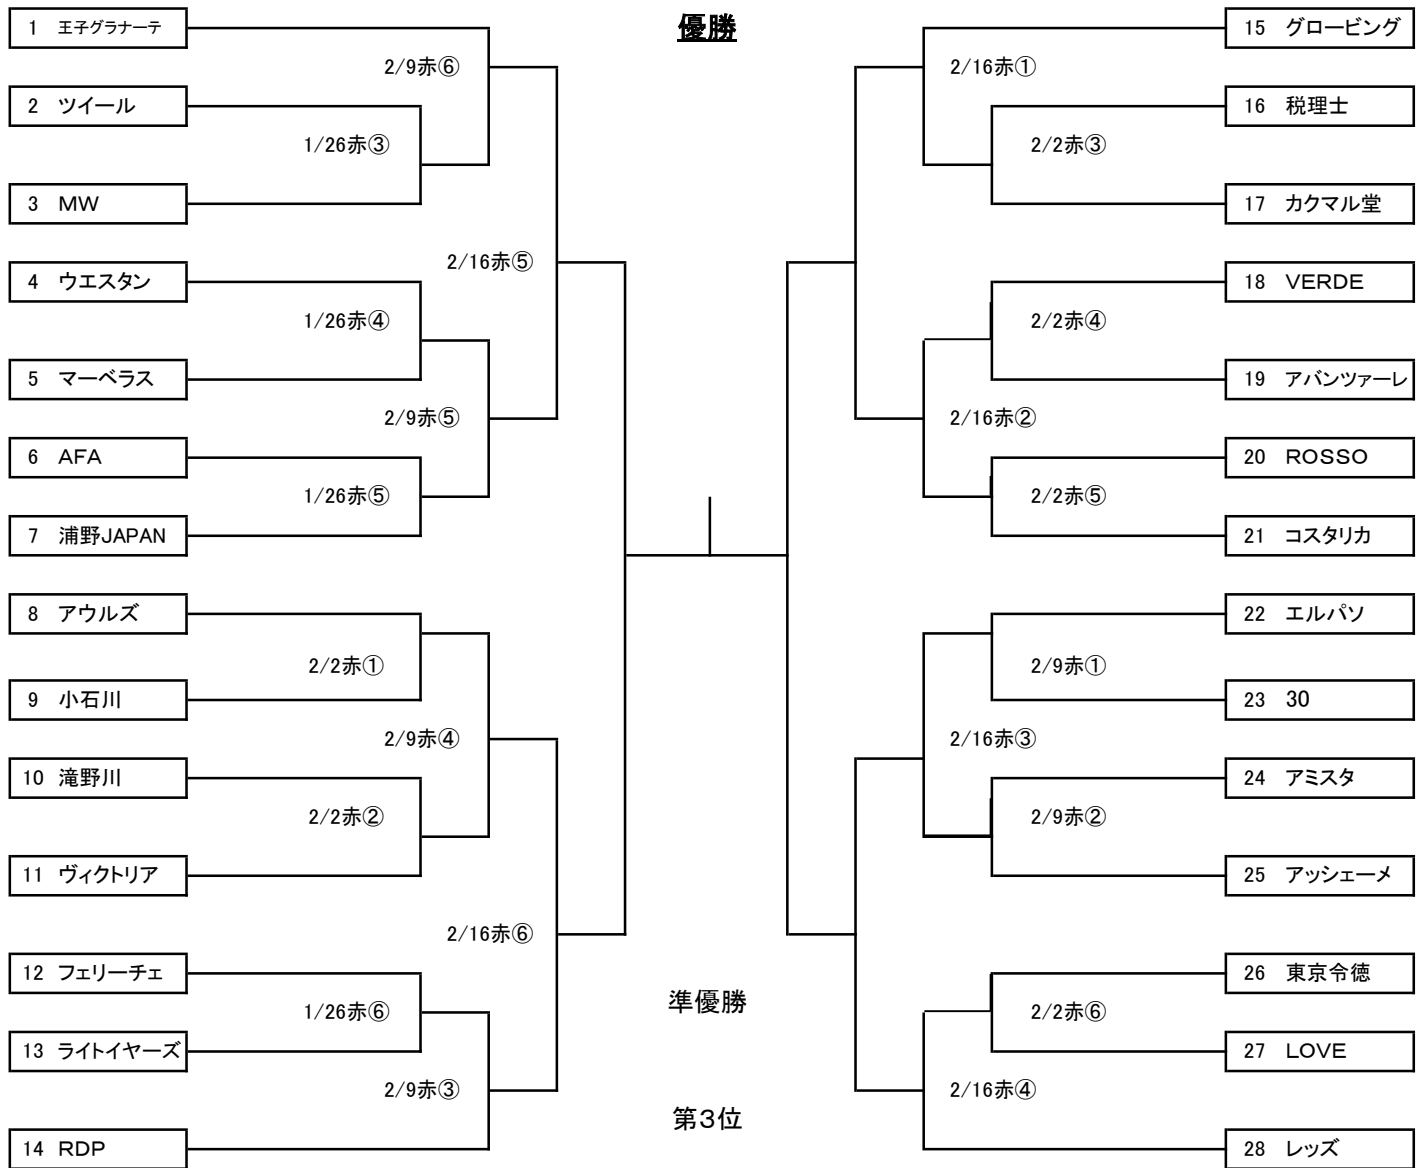 優勝
1 王子グラナーテ
2/9赤⑥
2 ツイール
1/26赤③
3 MW
2/16赤⑤
4 ウエスタン
1/26赤④
5 マーベラス
2/9赤⑤
6 AFA
1/26赤⑤
7 浦野JAPAN
8 アウルズ
2/2赤①
9 小石川
2/9赤④
10 滝野川
2/2赤②
11 ヴィクトリア
2/16赤⑥
12 フェリーチェ
1/26赤⑥
13 ライトイヤーズ
2/9赤③
14 RDP
準優勝
第3位
15 グロービング
2/16赤①
16 税理士
2/2赤③
17 カクマル堂
18 VERDE
2/2赤④
19 アバンツァーレ
2/16赤②
20 ROSSO
2/2赤⑤
21 コスタリカ
22 エルパソ
2/9赤①
23 30
2/16赤③
24 アミスタ
2/9赤②
25 アッシェーメ
26 東京令徳
2/2赤⑥
27 LOVE
2/16赤④
28 レッズ